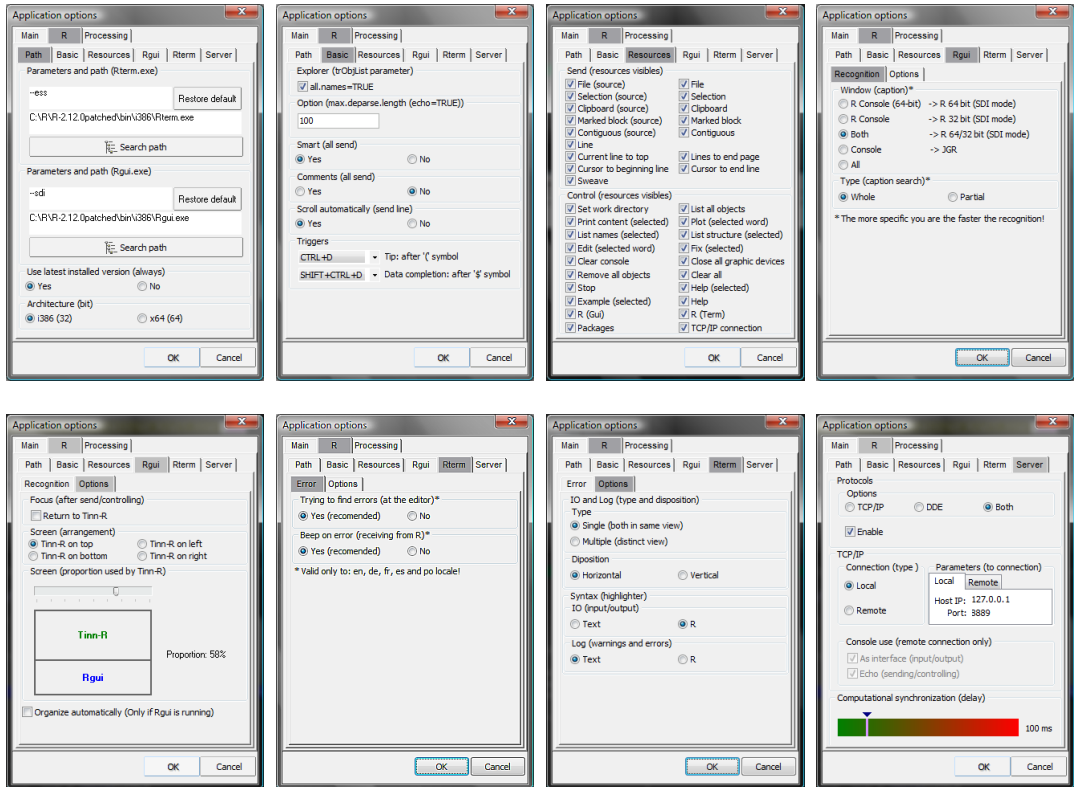 Application options
Main R Processing
Path Basic Resources Rgui Rterm Server
Parameters and path (Rterm.exe)
--ess
Restore default
C:\R\R-2.12.0patched\bin\i386\Rterm.exe
Search path
Parameters and path (Rgui.exe)
--sdi
Restore default
C:\R\R-2.12.0patched\bin\i386\Rgui.exe
Search path
Use latest installed version (always)
Yes No
Architecture (bit)
i386 (32) x64 (64)
OK Cancel
Application options
Main R Processing
Path Basic Resources Rgui Rterm Server
Explorer (trObjList parameter)
all.names=TRUE
Option (max.deparse.length (echo=TRUE))
100
Smart (all send)
Yes No
Comments (all send)
Yes No
Scroll automatically (send line)
Yes No
Triggers
CTRL+D Tip: after '(' symbol
SHIFT+CTRL+D Data completion: after '$' symbol
OK Cancel
Application options
Main R Processing
Path Basic Resources Rgui Rterm Server
Send (resources visibles)
File (source) File
Selection (source) Selection
Clipboard (source) Clipboard
Marked block (source) Marked block
Contiguous (source) Contiguous
Line
Current line to top Lines to end page
Cursor to beginning line Cursor to end line
Sweave
Control (resources visibles)
Set work directory List all objects
Print content (selected) Plot (selected word)
List names (selected) List structure (selected)
Edit (selected word) Fix (selected)
Clear console Close all graphic devices
Remove all objects Clear all
Stop Help (selected)
Example (selected) Help
R (Gui) R (Term)
Packages TCP/IP connection
OK Cancel
Application options
Main R Processing
Path Basic Resources Rgui Rterm Server
Recognition Options
Window (caption)*
R Console (64-bit) -> R 64 bit (SDI mode)
R Console -> R 32 bit (SDI mode)
Both -> R 64/32 bit (SDI mode)
Console -> JGR
All
Type (caption search)*
Whole Partial
* The more specific you are the faster the recognition!
OK Cancel
Application options
Main R Processing
Path Basic Resources Rgui Rterm Server
Recognition Options
Focus (after send/controlling)
Return to Tinn-R
Screen (arrangement)
Tinn-R on top Tinn-R on left
Tinn-R on bottom Tinn-R on right
Screen (proportion used by Tinn-R)
Tinn-R
Proportion: 58%
Rgui
Organize automatically (Only if Rgui is running)
OK Cancel
Application options
Main R Processing
Path Basic Resources Rgui Rterm Server
Error Options
Trying to find errors (at the editor)*
Yes (recomended) No
Beep on error (receiving from R)*
Yes (recomended) No
* Valid only to: en, de, fr, es and po locale!
OK Cancel
Application options
Main R Processing
Path Basic Resources Rgui Rterm Server
Error Options
IO and Log (type and disposition)
Type
Single (both in same view)
Multiple (distinct view)
Diposition
Horizontal Vertical
Syntax (highlighter)
IO (input/output)
Text R
Log (warnings and errors)
Text R
OK Cancel
Application options
Main R Processing
Path Basic Resources Rgui Rterm Server
Protocols
Options
TCP/IP DDE Both
Enable
TCP/IP
Connection (type ) Parameters (to connection)
Local Local Remote
Host IP: 127.0.0.1
Remote Port: 3889
Console use (remote connection only)
As interface (input/output)
Echo (sending/controlling)
Computational synchronization (delay)
100 ms
OK Cancel